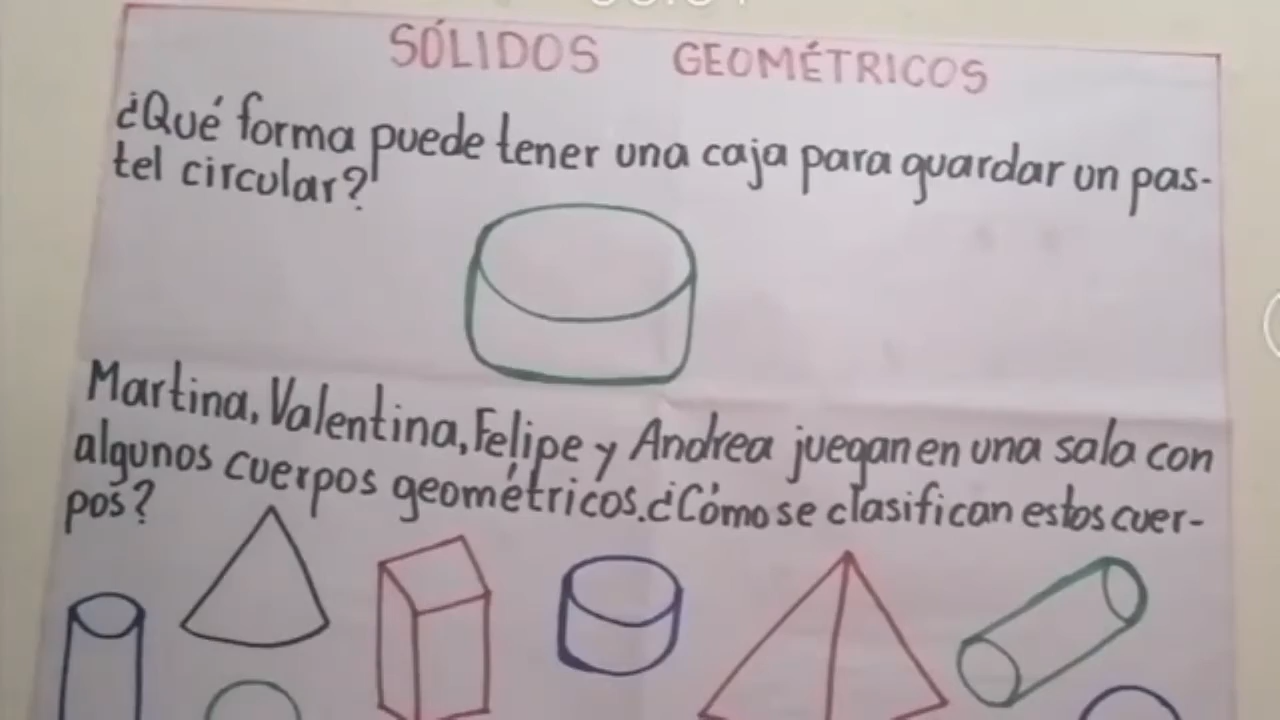 SÓLIDOS GEOMÉTRICOS
¿Qué forma puede tener una caja para guardar un pas-
tel circular?
Martina, Valentina, Felipe y Andrea juegan en una sala con
algunos cuerpos geométricos. ¿Cómo se clasifican estos cuer-
pos?